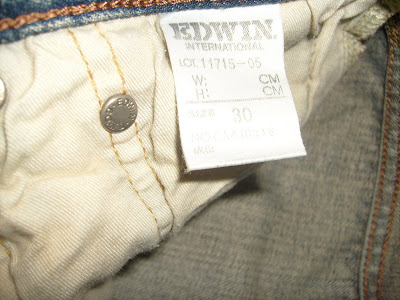 EDWIN
INTERNATIONAL
LOT. 11715-05
W: CM
H: CM
SIZE 30